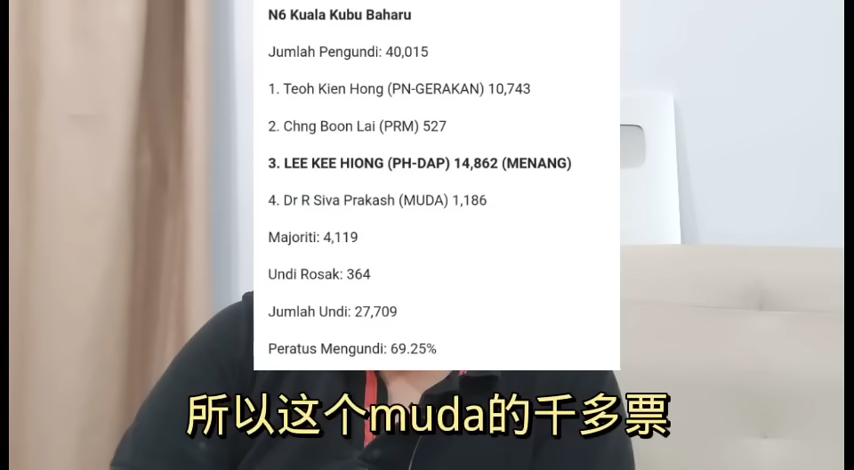 N6 Kuala Kubu Baharu
Jumlah Pengundi: 40,015
1. Teoh Kien Hong (PN-GERAKAN) 10,743
2. Chng Boon Lai (PRM) 527
3. LEE KEE HIONG (PH-DAP) 14,862 (MENANG)
4. Dr R Siva Prakash (MUDA) 1,186
Majoriti: 4,119
Undi Rosak: 364
Jumlah Undi: 27,709
Peratus Mengundi: 69.25%
所以这个muda的千多票